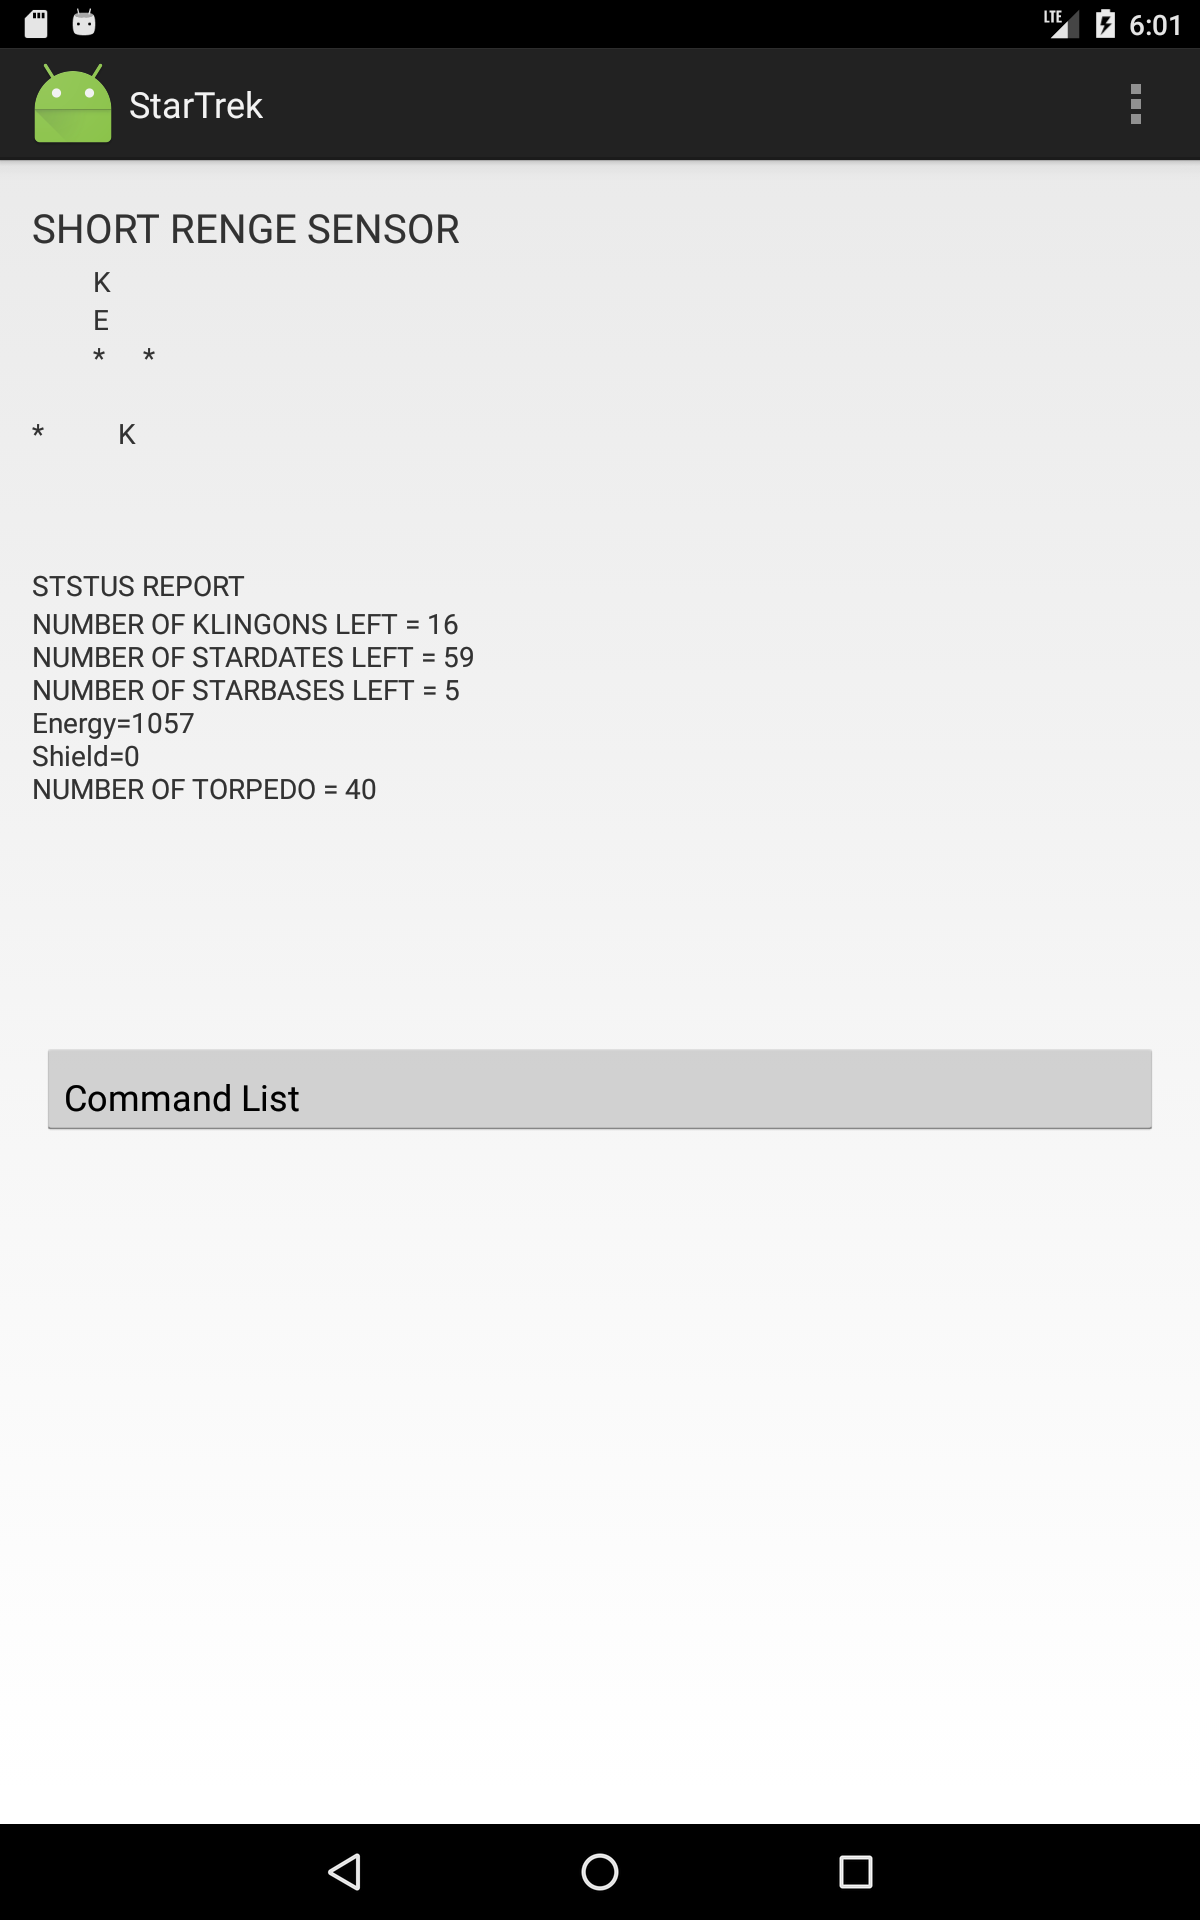 LTE 6:01
StarTrek
SHORT RENGE SENSOR
K
E
* *
* K
STSTUS REPORT
NUMBER OF KLINGONS LEFT = 16
NUMBER OF STARDATES LEFT = 59
NUMBER OF STARBASES LEFT = 5
Energy=1057
Shield=0
NUMBER OF TORPEDO = 40
Command List